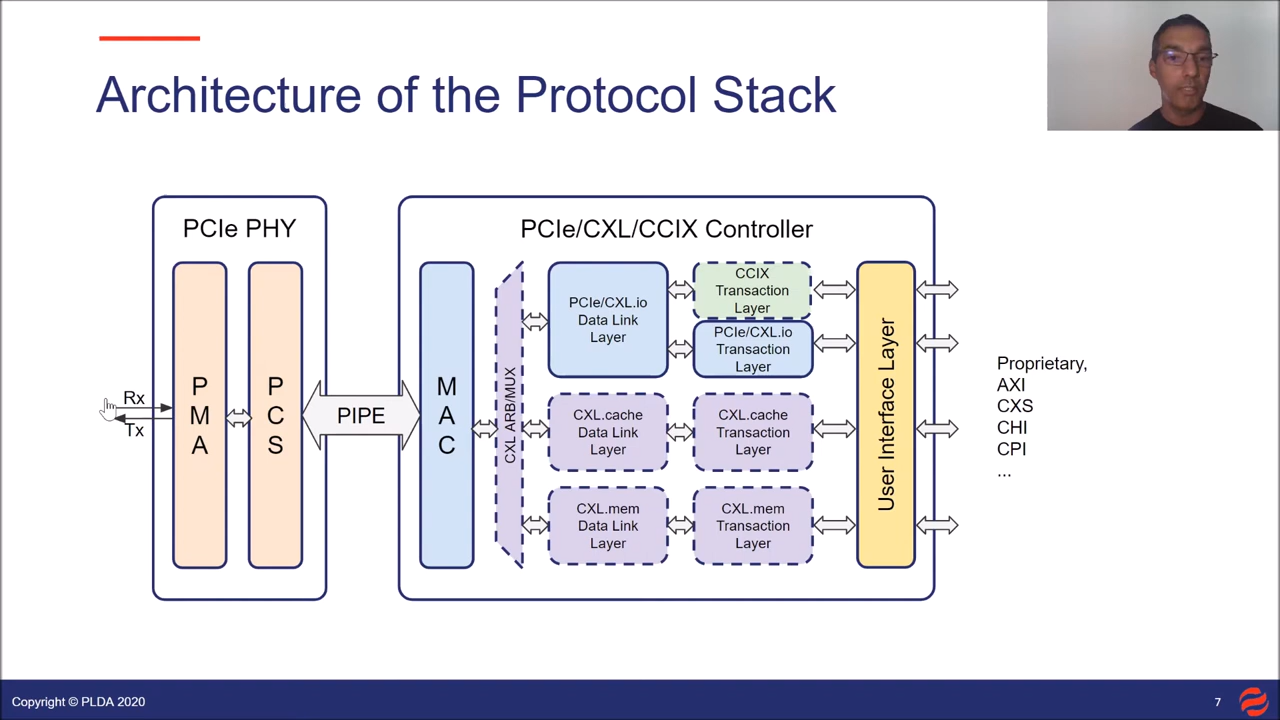 Architecture of the Protocol Stack
PCIe PHY
Rx
Tx
P
M
A
P
C
S
PIPE
PCIe/CXL/CCIX Controller
M
A
C
CXL ARB/MUX
PCIe/CXL.io
Data Link
Layer
CCIX
Transaction
Layer
PCIe/CXL.io
Transaction
Layer
CXL.cache
Data Link
Layer
CXL.cache
Transaction
Layer
CXL.mem
Data Link
Layer
CXL.mem
Transaction
Layer
User Interface Layer
Proprietary,
AXI
CXS
CHI
CPI
...
Copyright © PLDA 2020
7